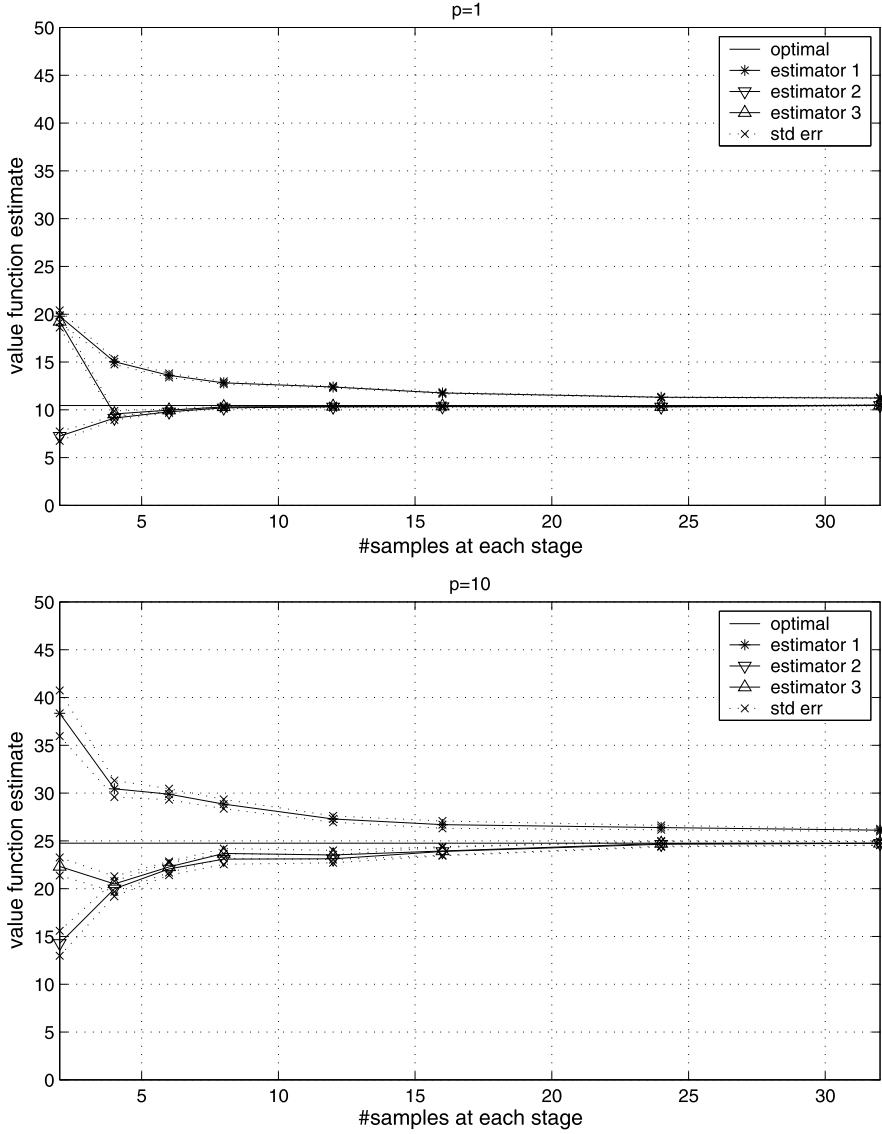 p=1
50
45
40
35
30
25
20
15
10
5
0
value function estimate
optimal
estimator 1
estimator 2
estimator 3
std err
5
10
15
20
25
30
#samples at each stage
p=10
50
45
40
35
30
25
20
15
10
5
0
value function estimate
optimal
estimator 1
estimator 2
estimator 3
std err
5
10
15
20
25
30
#samples at each stage